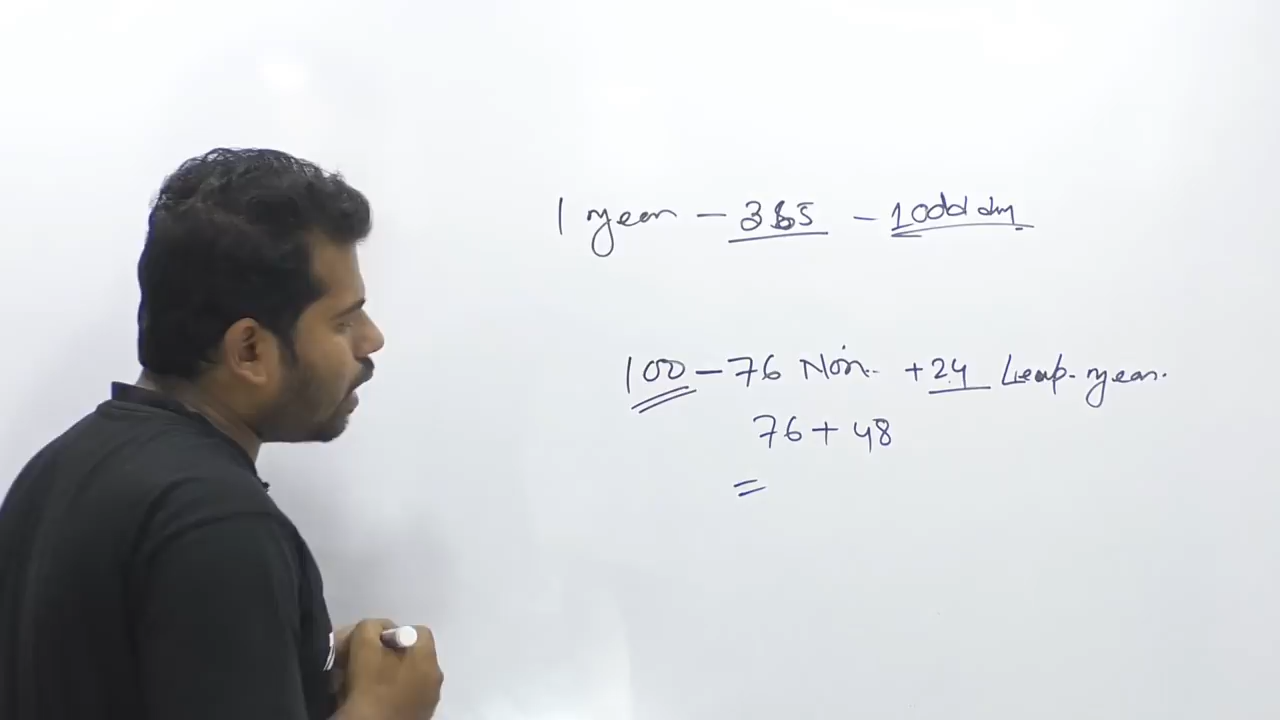 1 year - 365 - 1 odd day
100 - 76 Non. + 24 Leap. year.
76 + 48
=